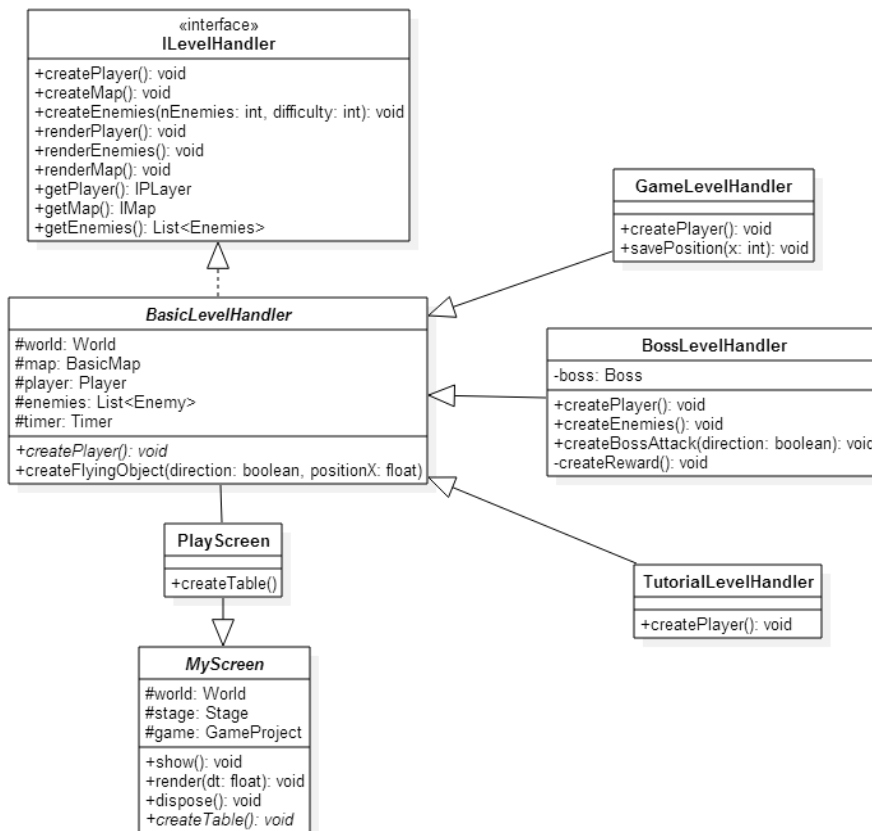 «interface»
ILevelHandler
+createPlayer(): void
+createMap(): void
+createEnemies(nEnemies: int, difficulty: int): void
+renderPlayer(): void
+renderEnemies(): void
+renderMap(): void
+getPlayer(): IPLayer
+getMap(): IMap
+getEnemies(): List<Enemies>
GameLevelHandler
+createPlayer(): void
+savePosition(x: int): void
BasicLevelHandler
#world: World
#map: BasicMap
#player: Player
#enemies: List<Enemy>
#timer: Timer
+createPlayer(): void
+createFlyingObject(direction: boolean, positionX: float)
BossLevelHandler
-boss: Boss
+createPlayer(): void
+createEnemies(): void
+createBossAttack(direction: boolean): void
-createReward(): void
PlayScreen
+createTable()
TutorialLevelHandler
+createPlayer(): void
MyScreen
#world: World
#stage: Stage
#game: GameProject
+show(): void
+render(dt: float): void
+dispose(): void
+createTable(): void